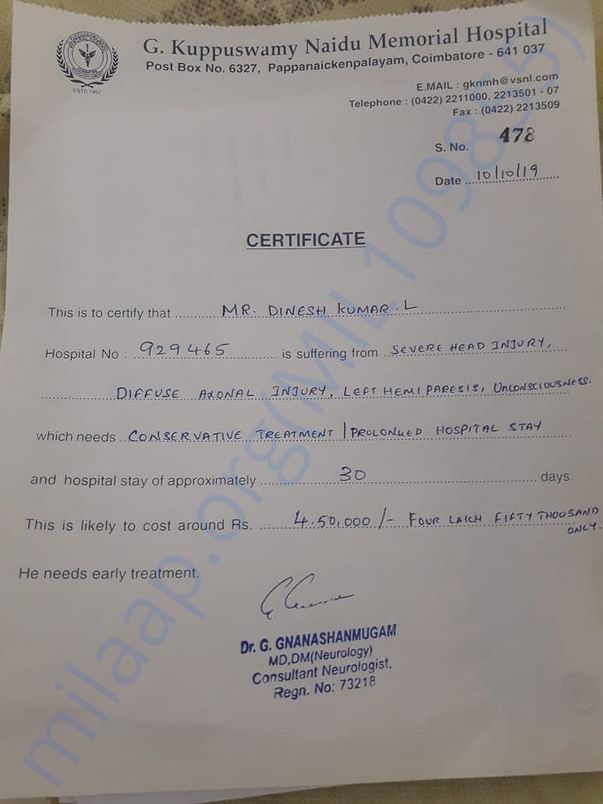 G. Kuppuswamy Naidu Memorial Hospital
Post Box No. 6327, Pappanaickenpalayam, Coimbatore - 641 037
ESTD 1952
E.MAIL : gknmh@vsnl.com
Telephone : (0422) 2211000, 2213501 - 07
Fax : (0422) 2213509
S. No. 478
Date 10/10/19
CERTIFICATE
This is to certify that MR. DINESH KUMAR . L
Hospital No : 929465 is suffering from SEVERE HEAD INJURY,
DIFFUSE AXONAL INJURY, LEFT HEMIPARESIS, UNCONSCIOUSNESS.
which needs CONSERVATIVE TREATMENT | PROLONGED HOSPITAL STAY
and hospital stay of approximately 30 days.
This is likely to cost around Rs. 4,50,000 /- FOUR LAKH FIFTY THOUSAND
ONLY.
He needs early treatment.
Dr. G. GNANASHANMUGAM
MD,DM(Neurology)
Consultant Neurologist.
Regn. No: 73218
milaap.org(MIL109855)